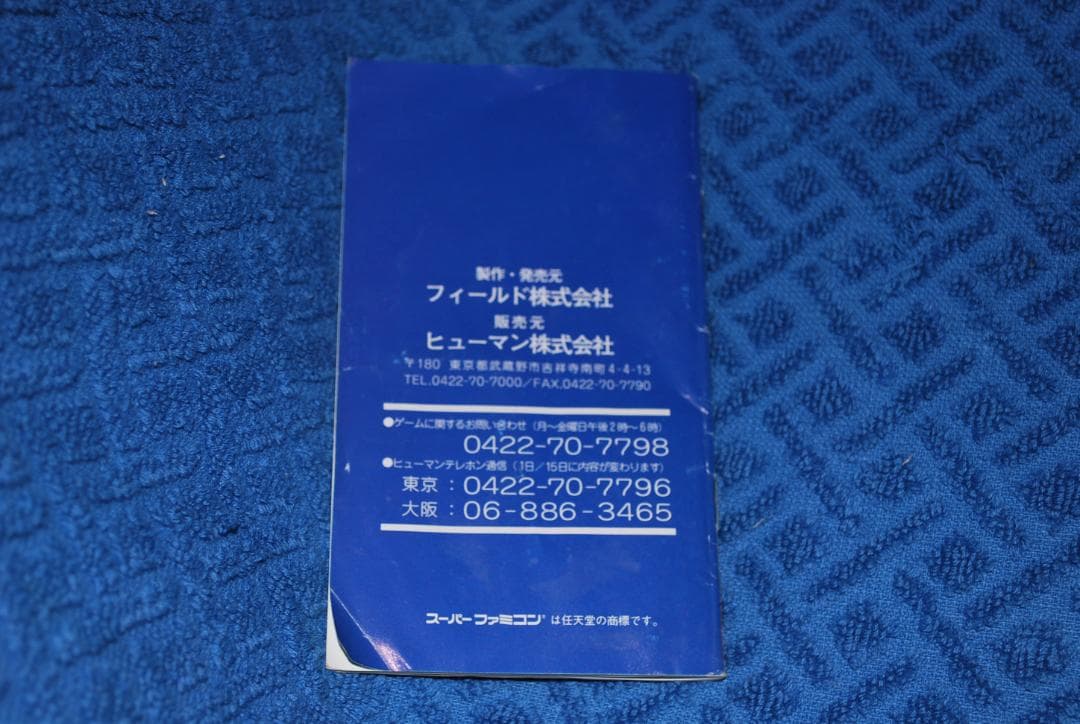 製作・発売元
フィールド株式会社
販売元
ヒューマン株式会社
〒180 東京都武蔵野市吉祥寺南町4-4-13
TEL.0422-70-7000/FAX.0422-70-7790
●ゲームに関するお問い合わせ(月〜金曜日午後2時〜6時)
0422-70-7798
●ヒューマンテレホン通信(1日/15日に内容が変わります)
東京:0422-70-7796
大阪:06-886-3465
スーパーファミコン®は任天堂の商標です。